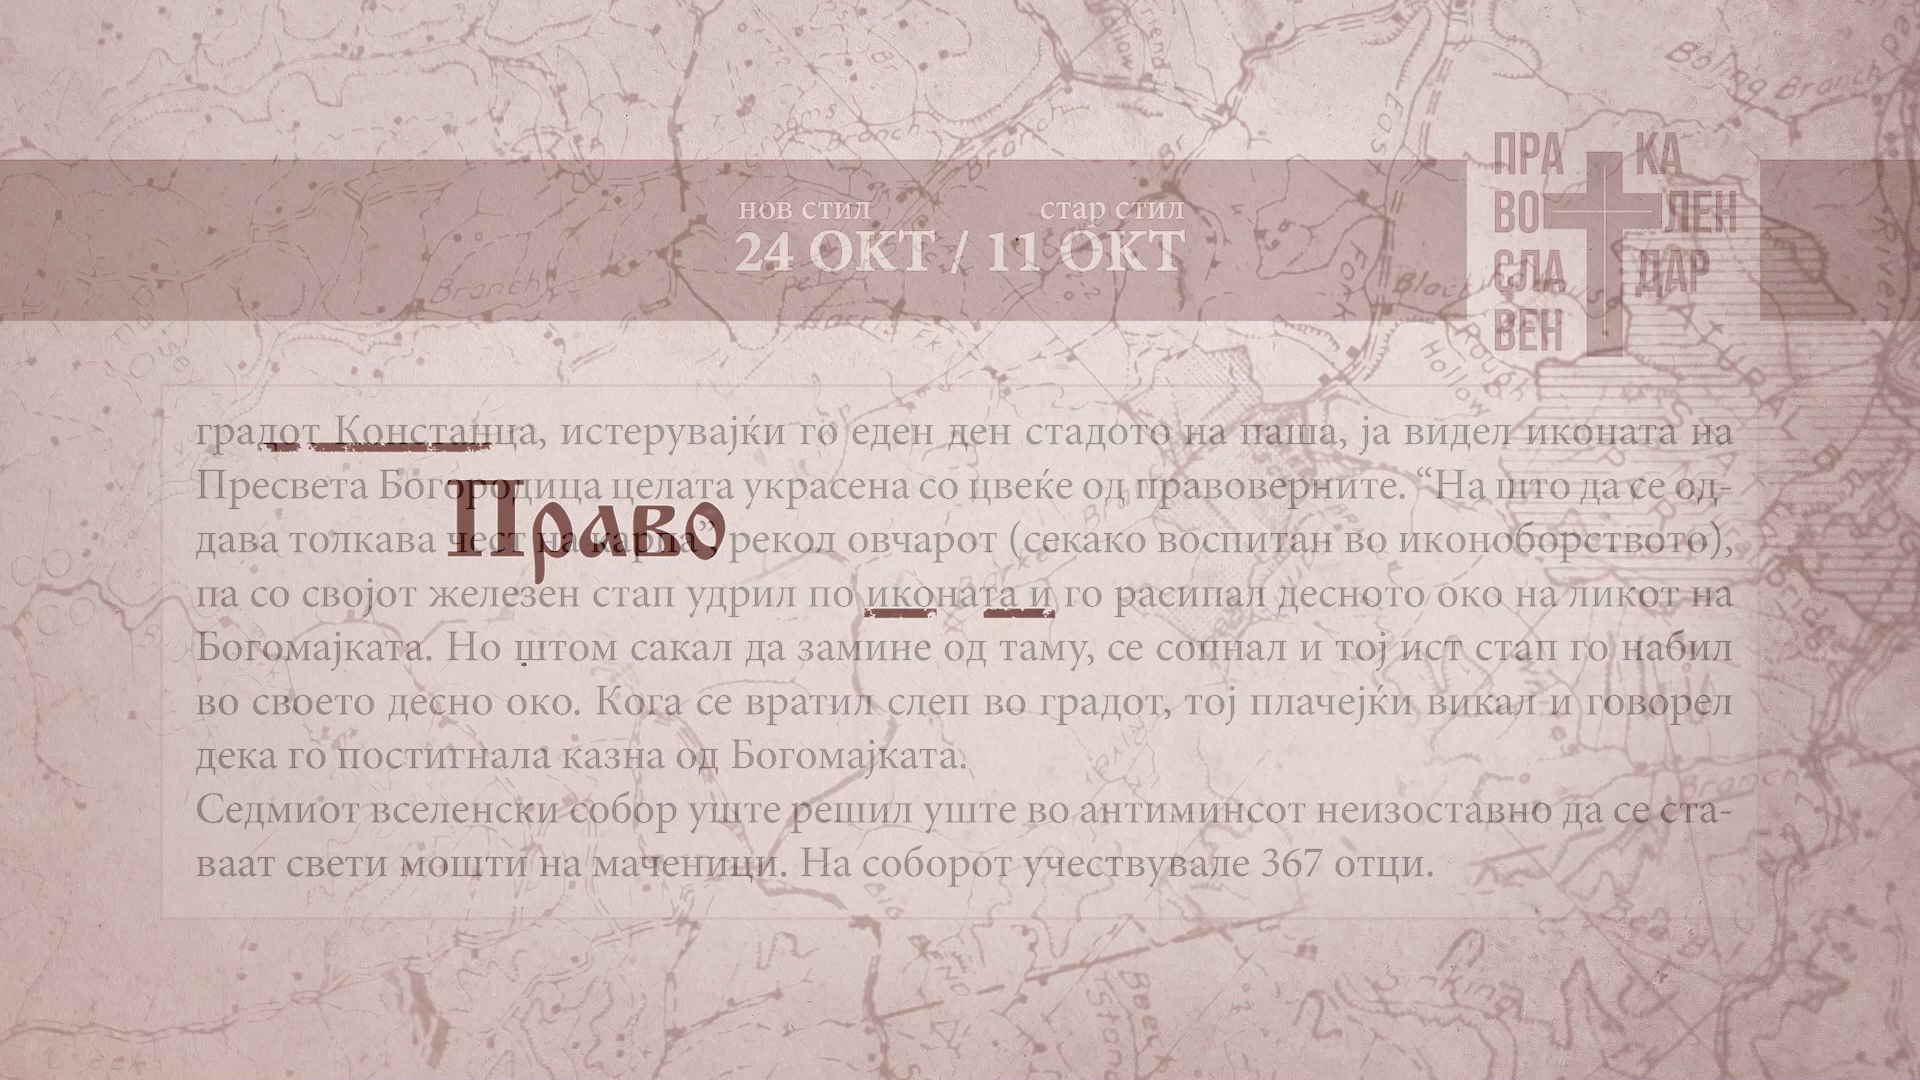 нов стил стар стил
24 ОКТ / 11 ОКТ
ПРА КА
ВО ЛЕН
СЛА ДАР
ВЕН
градот Констанца, истерувајќи го еден ден стадото на паша, ја видел иконата на
Пресвета Богородица целата украсена со цвеќе од правоверните. “На што да се од-
дава толкава чест на карпа” рекол овчарот (секако воспитан во иконоборството),
Право
па со својот железен стап удрил по иконата и го расипал десното око на ликот на
Богомајката. Но штом сакал да замине од таму, се сопнал и тој ист стап го набил
во своето десно око. Кога се вратил слеп во градот, тој плачејќи викал и говорел
дека го постигнала казна од Богомајката.
Седмиот вселенски собор уште решил уште во антиминсот неизоставно да се ста-
ваат свети мошти на маченици. На соборот учествувале 367 отци.